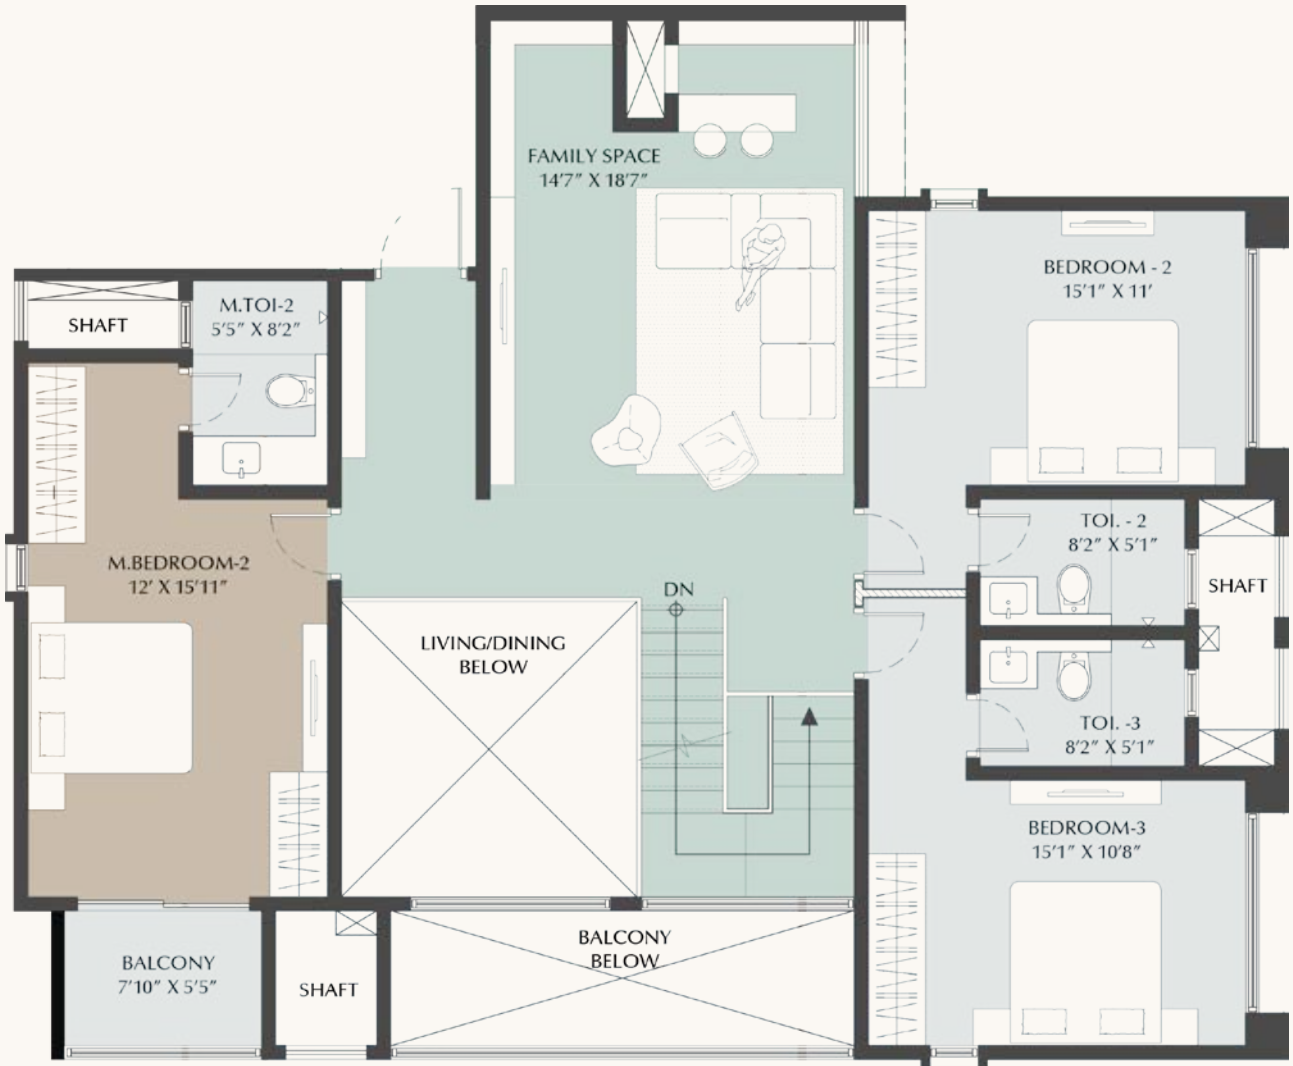 FAMILY SPACE
14'7" X 18'7"
BEDROOM - 2
15'1" X 11'
M.TOI-2
5'5" X 8'2"
SHAFT
TOI. - 2
8'2" X 5'1"
M.BEDROOM-2
12' X 15'11"
DN
SHAFT
LIVING/DINING
BELOW
TOI. -3
8'2" X 5'1"
BEDROOM-3
15'1" X 10'8"
BALCONY
7'10" X 5'5"
SHAFT
BALCONY
BELOW